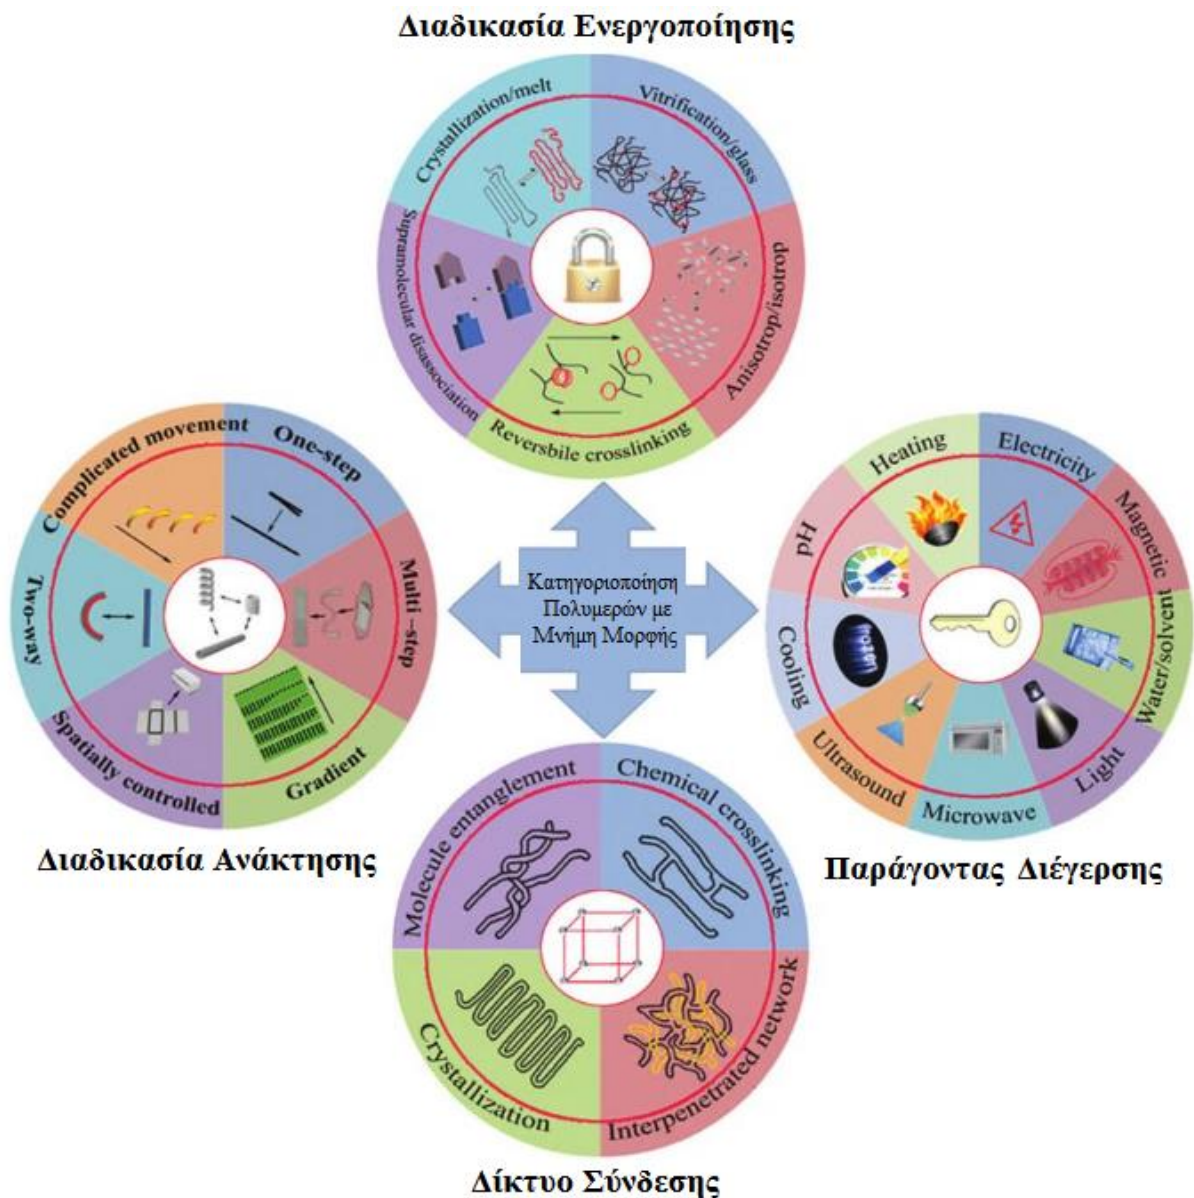 Διαδικασία Ενεργοποίησης
Crystallization/melt
Vitrification/glass
Supramolecular disassociation
Anisotrop/isotrop
Reversbile crosslinking
Complicated movement
One-step
Two-way
Multi -step
Spatially controlled
Gradient
Διαδικασία Ανάκτησης
Κατηγοριοποίηση
Πολυμερών με
Μνήμη Μορφής
Heating
Electricity
pH
Magnetic
Cooling
Water/solvent
Ultrasound
Light
Microwave
Παράγοντας Διέγερσης
Molecule entanglement
Chemical crosslinking
Crystallization
Interpenetrated network
Δίκτυο Σύνδεσης